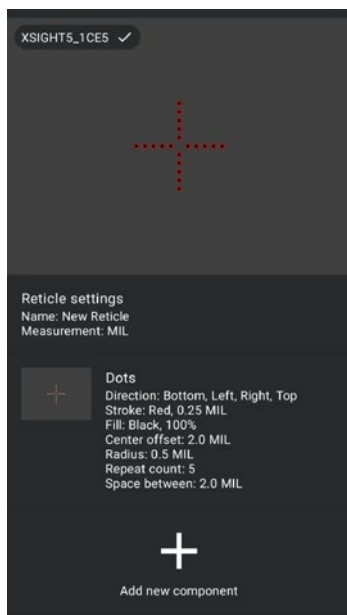 XSIGHT5_1CE5
Reticle settings
Name: New Reticle
Measurement: MIL
Dots
Direction: Bottom, Left, Right, Top
Stroke: Red, 0.25 MIL
Fill: Black, 100%
Center offset: 2.0 MIL
Radius: 0.5 MIL
Repeat count: 5
Space between: 2.0 MIL
Add new component